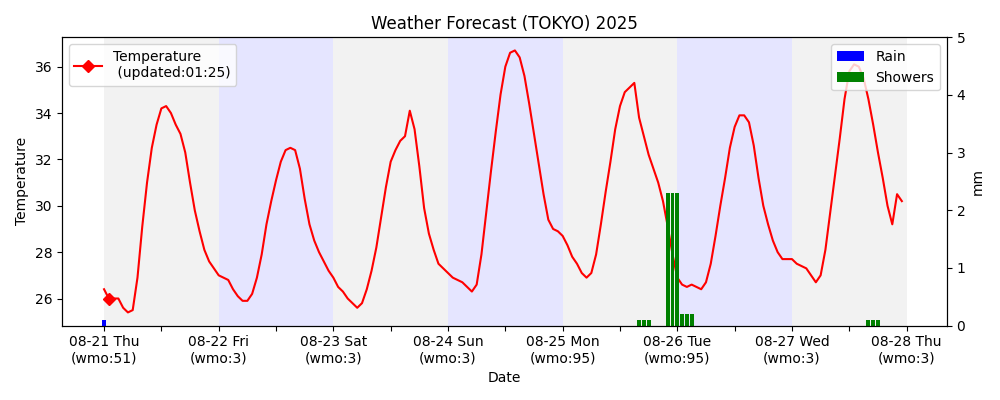 Weather Forecast (TOKYO) 2025
Temperature
(updated:01:25)
Rain
Showers
36
34
32
30
28
26
Temperature
5
4
3
2
1
0
mm
08-21 Thu
(wmo:51)
08-22 Fri
(wmo:3)
08-23 Sat
(wmo:3)
08-24 Sun
(wmo:3)
08-25 Mon
(wmo:95)
08-26 Tue
(wmo:95)
08-27 Wed
(wmo:3)
08-28 Thu
(wmo:3)
Date